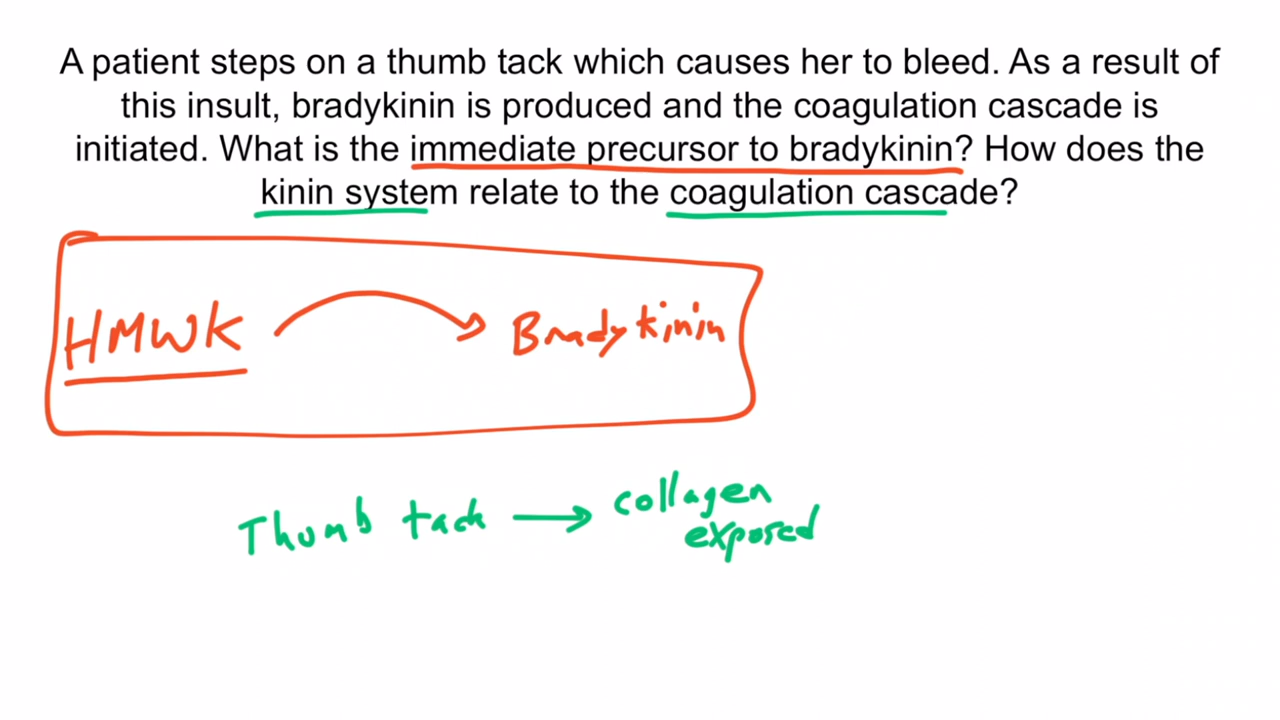 A patient steps on a thumb tack which causes her to bleed. As a result of
this insult, bradykinin is produced and the coagulation cascade is
initiated. What is the immediate precursor to bradykinin? How does the
kinin system relate to the coagulation cascade?
HMWK Bradykinin
Thumb tack → collagen
exposed